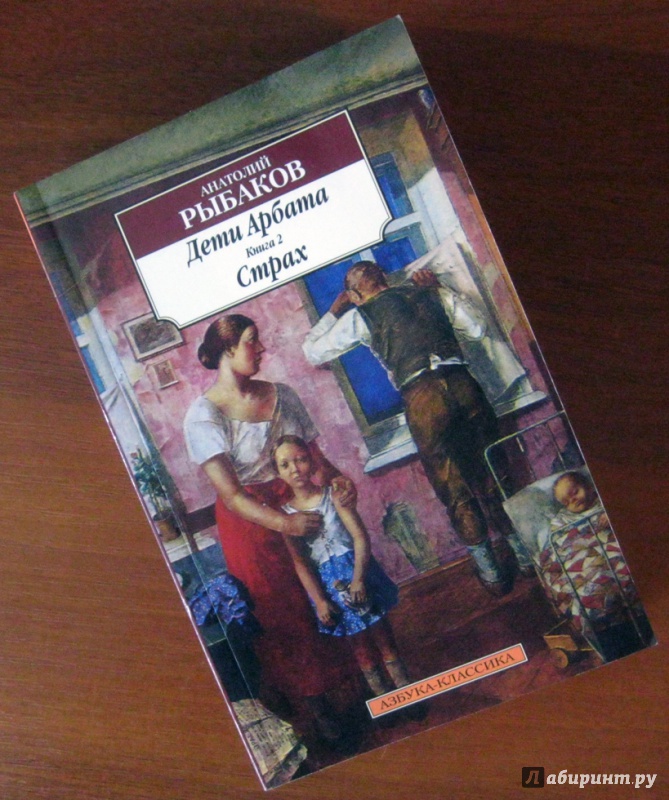 АНАТОЛИЙ
РЫБАКОВ
Дети Арбата
Книга 2
Страх
АЗБУКА-КЛАССИКА
Лабиринт.ру